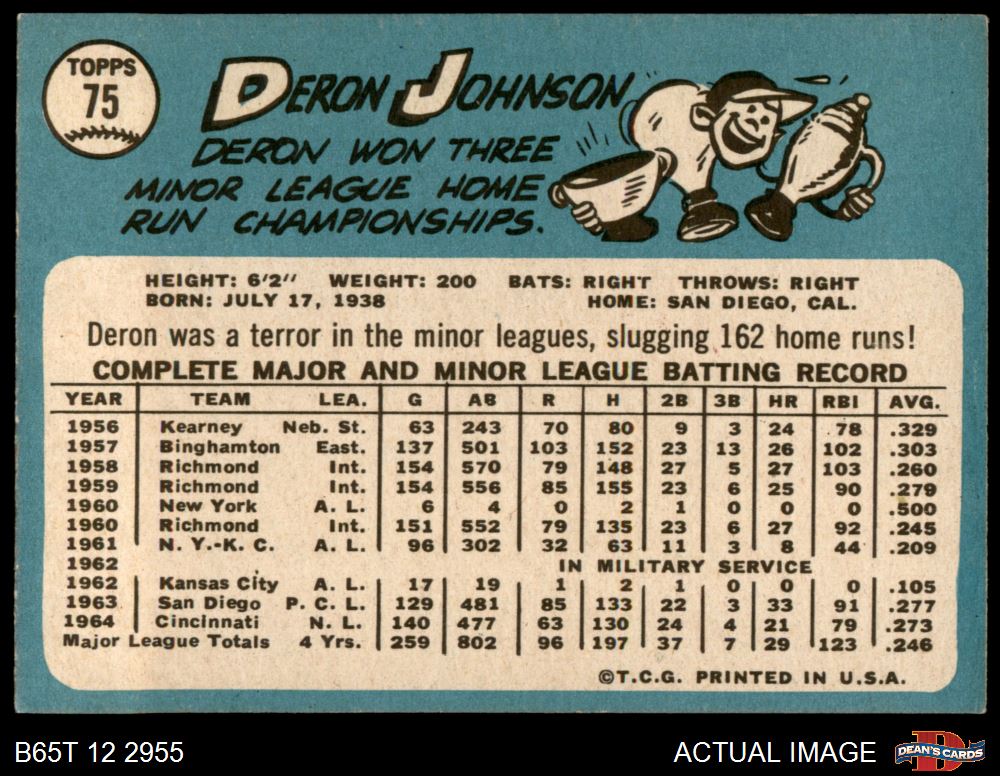 TOPPS
75
DERON JOHNSON
DERON WON THREE
MINOR LEAGUE HOME
RUN CHAMPIONSHIPS.
HEIGHT: 6'2" WEIGHT: 200 BATS: RIGHT THROWS: RIGHT
BORN: JULY 17, 1938 HOME: SAN DIEGO, CAL.
Deron was a terror in the minor leagues, slugging 162 home runs!
COMPLETE MAJOR AND MINOR LEAGUE BATTING RECORD
YEAR TEAM LEA. G AB R H 2B 3B HR RBI AVG.
1956 Kearney Neb. St. 63 243 70 80 9 3 24 78 .329
1957 Binghamton East. 137 501 103 152 23 13 26 102 .303
1958 Richmond Int. 154 570 79 148 27 5 27 103 .260
1959 Richmond Int. 154 556 85 155 23 6 25 90 .279
1960 New York A. L. 6 4 0 2 1 0 0 0 .500
1960 Richmond Int. 151 552 79 135 23 6 27 92 .245
1961 N. Y.-K. C. A. L. 96 302 32 63 11 3 8 44 .209
1962 IN MILITARY SERVICE
1962 Kansas City A. L. 17 19 1 2 1 0 0 0 .105
1963 San Diego P. C. L. 129 481 85 133 22 3 33 91 .277
1964 Cincinnati N. L. 140 477 63 130 24 4 21 79 .273
Major League Totals 4 Yrs. 259 802 96 197 37 7 29 123 .246
©T.C.G. PRINTED IN U.S.A.
B65T 12 2955 ACTUAL IMAGE DEAN'S CARDS